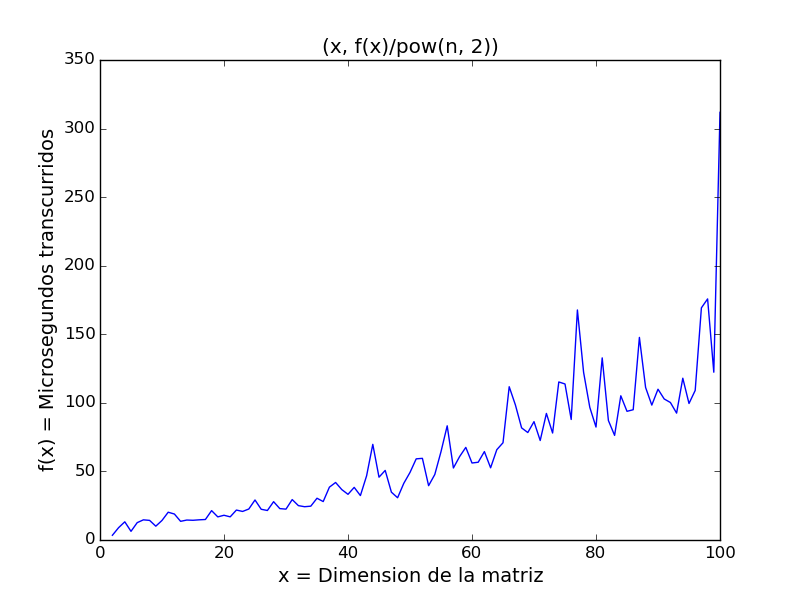 (x, f(x)/pow(n, 2))
350
300
250
200
150
100
50
0
f(x) = Microsegundos transcurridos
0 20 40 60 80 100
x = Dimension de la matriz